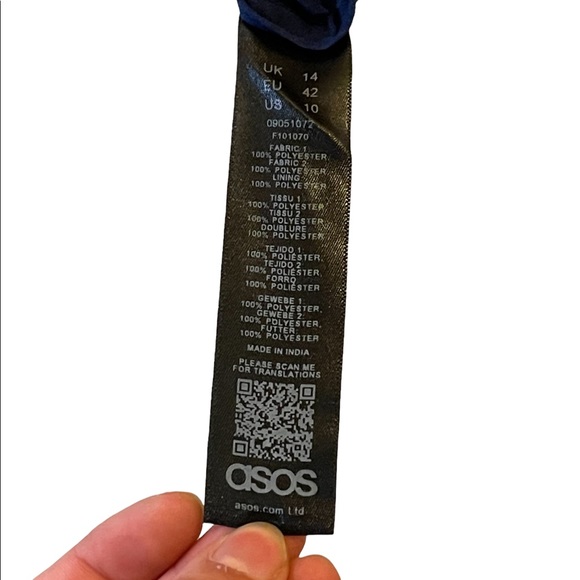 UK 14
EU 42
US 10
09051072
F101070
FABRIC 1:
100% POLYESTER,
FABRIC 2:
100% POLYESTER,
LINING:
100% POLYESTER
TISSU 1:
100% POLYESTER,
TISSU 2:
100% POLYESTER,
DOUBLURE:
100% POLYESTER
TEJIDO 1:
100% POLIÉSTER,
TEJIDO 2:
100% POLIÉSTER,
FORRO:
100% POLIÉSTER
GEWEBE 1:
100% POLYESTER,
GEWEBE 2:
100% POLYESTER,
FUTTER:
100% POLYESTER
MADE IN INDIA
PLEASE SCAN ME
FOR TRANSLATIONS
asos
asos.com Ltd